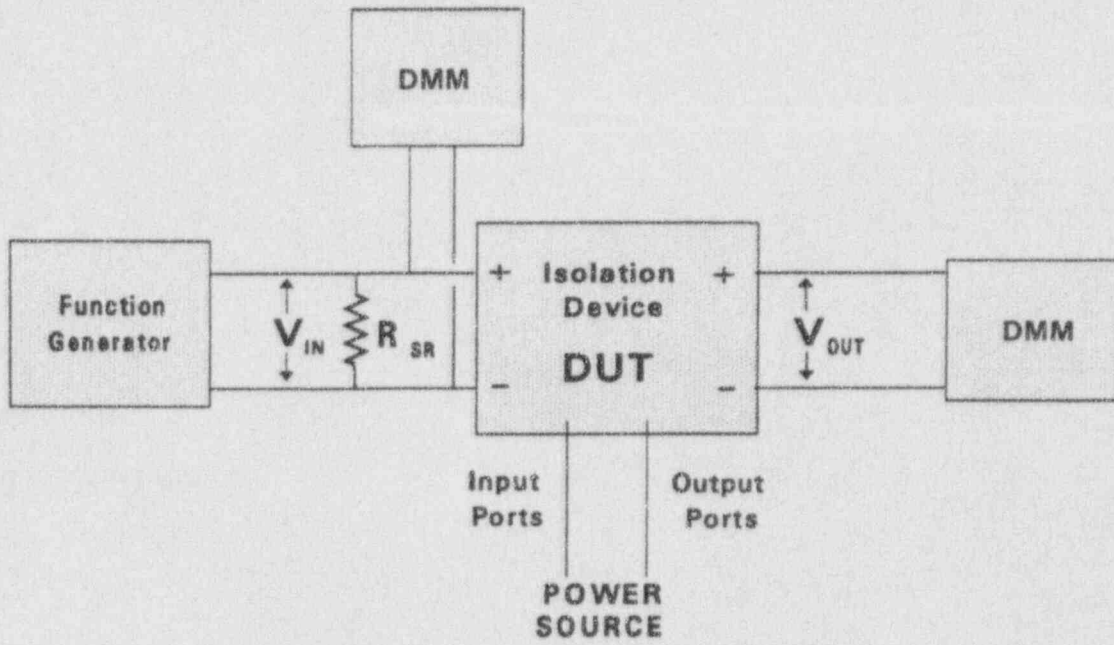 DMM
Function
Generator
V IN
R SR
+
Isolation
Device
DUT
+
-
-
V OUT
DMM
Input
Ports
Output
Ports
POWER
SOURCE